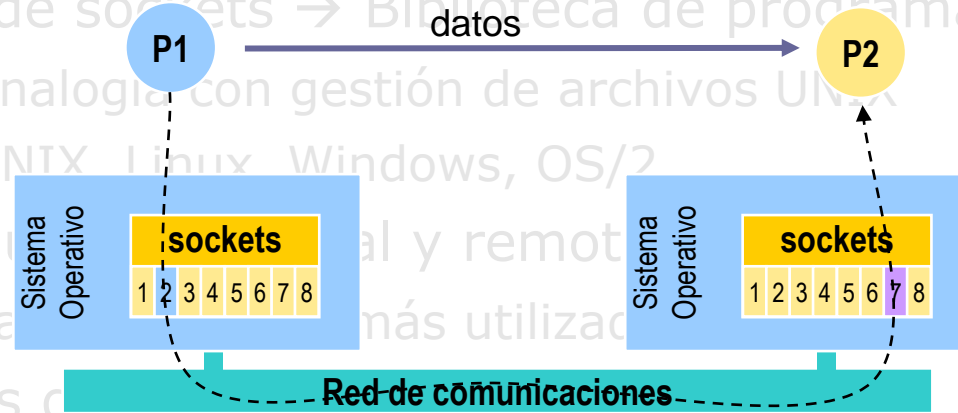 de sockets → Biblioteca de programa
datos
P1
P2
nalogía con gestión de archivos UNIX
NIX, Linux, Windows, OS/2
Sistema Operativo
sockets
1 2 3 4 5 6 7 8
al y remot
Sistema Operativo
sockets
1 2 3 4 5 6 7 8
más utiliza
Red de comunicaciones